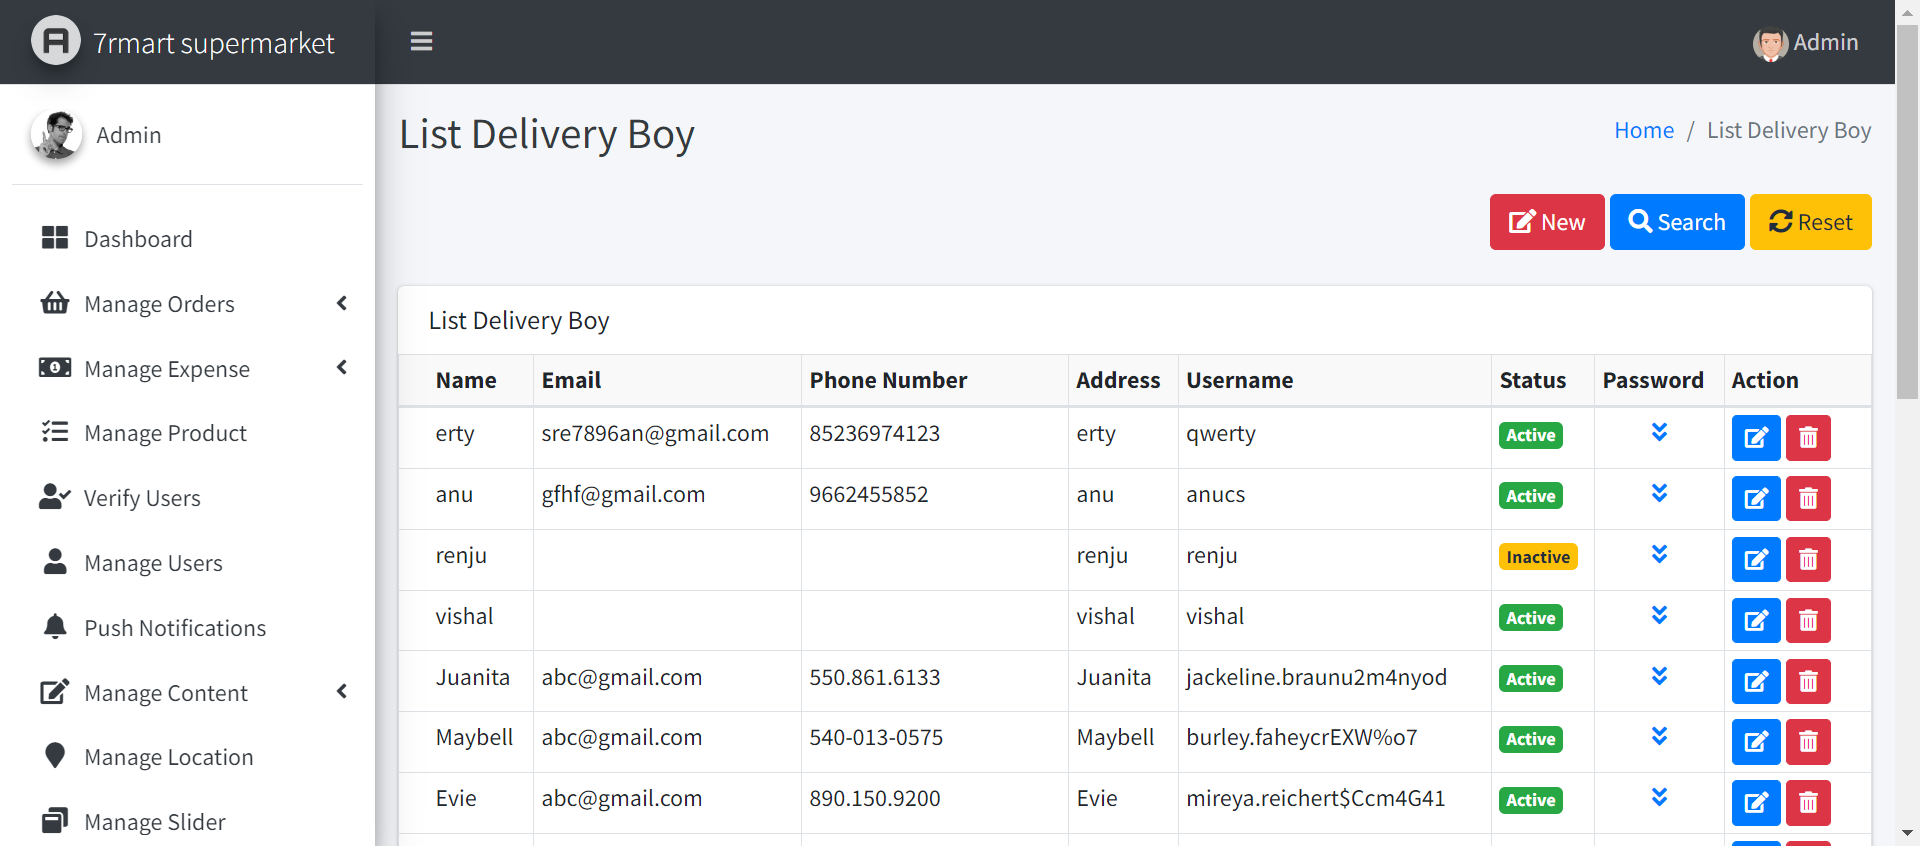 7rmart supermarket
Admin
Admin
List Delivery Boy
Home / List Delivery Boy
New Search Reset
Dashboard
Manage Orders
Manage Expense
Manage Product
Verify Users
Manage Users
Push Notifications
Manage Content
Manage Location
Manage Slider
List Delivery Boy
Name Email Phone Number Address Username Status Password Action
erty sre7896an@gmail.com 85236974123 erty qwerty Active
anu gfhf@gmail.com 9662455852 anu anucs Active
renju renju renju Inactive
vishal vishal vishal Active
Juanita abc@gmail.com 550.861.6133 Juanita jackeline.braunu2m4nyod Active
Maybell abc@gmail.com 540-013-0575 Maybell burley.faheycrEXW%o7 Active
Evie abc@gmail.com 890.150.9200 Evie mireya.reichert$Ccm4G41 Active